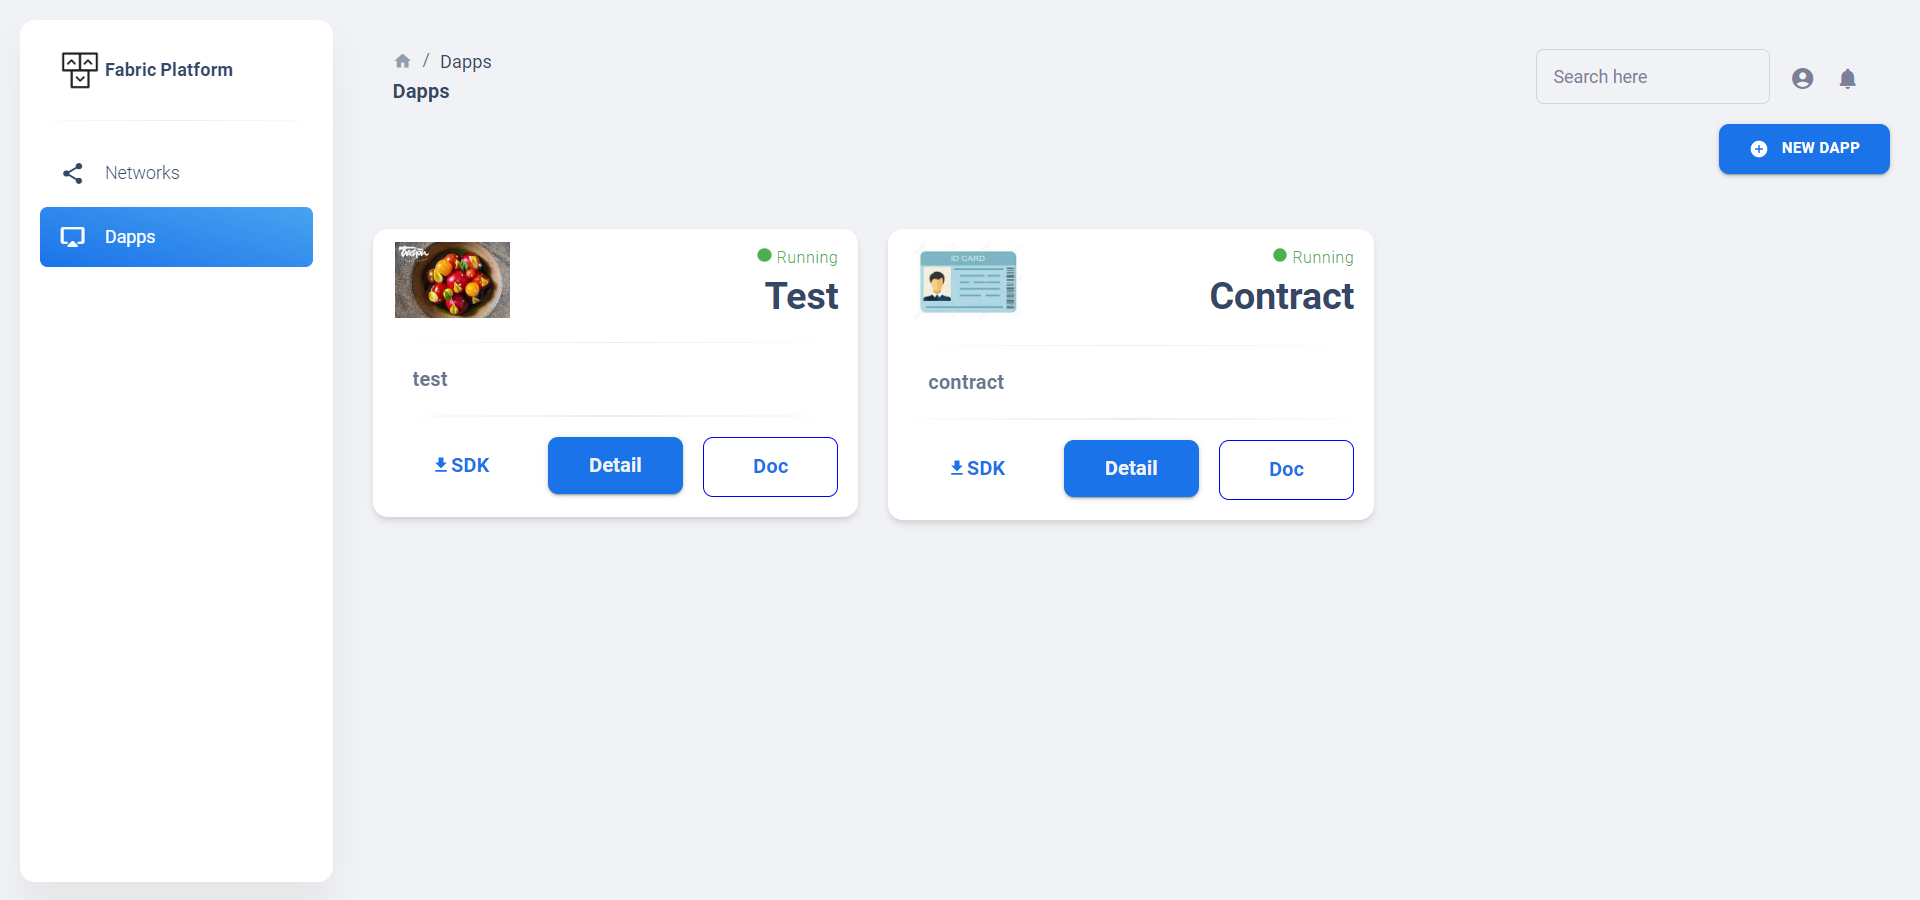 Fabric Platform
Networks
Dapps
/ Dapps
Dapps
Search here
NEW DAPP
Running
Test
test
SDK
Detail
Doc
ID CARD
Running
Contract
contract
SDK
Detail
Doc